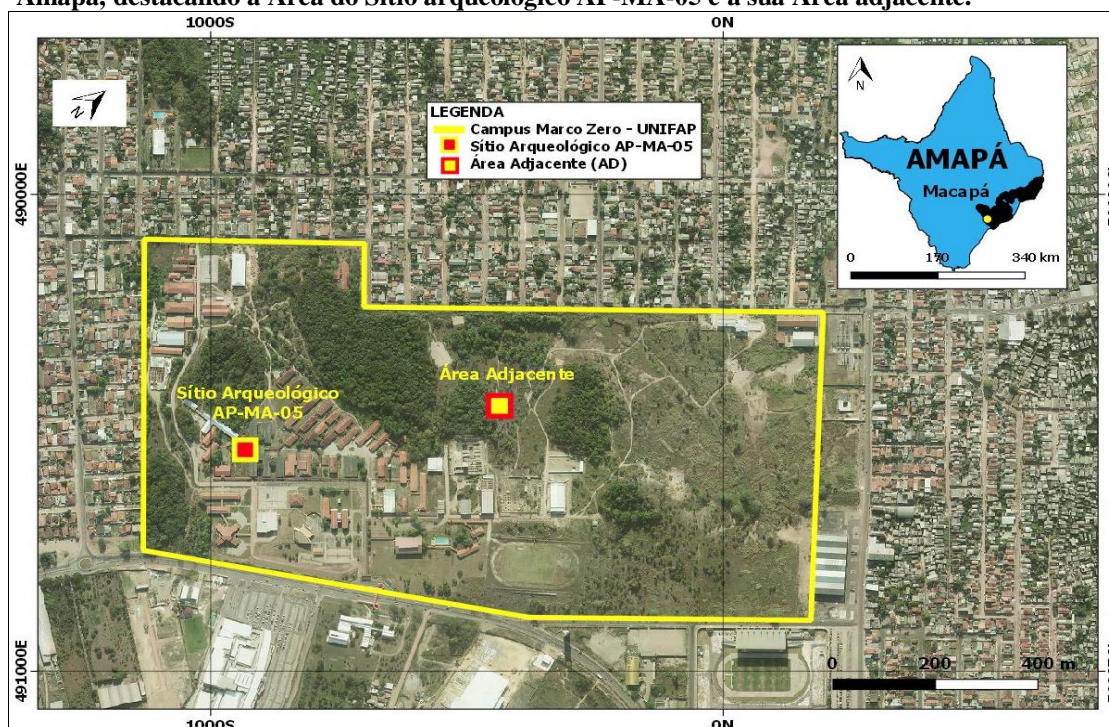 Amapá, destacando a Área do Sítio arqueológico AP-MA-05 e a sua Área adjacente.
1000S 0N
N
LEGENDA
Campus Marco Zero - UNIFAP
Sítio Arqueológico AP-MA-05
Área Adjacente (AD)
N
AMAPÁ
Macapá
0 170 340 km
490000E
Área Adjacente
Sítio Arqueológico
AP-MA-05
491000E
0 200 400 m
1000S 0N